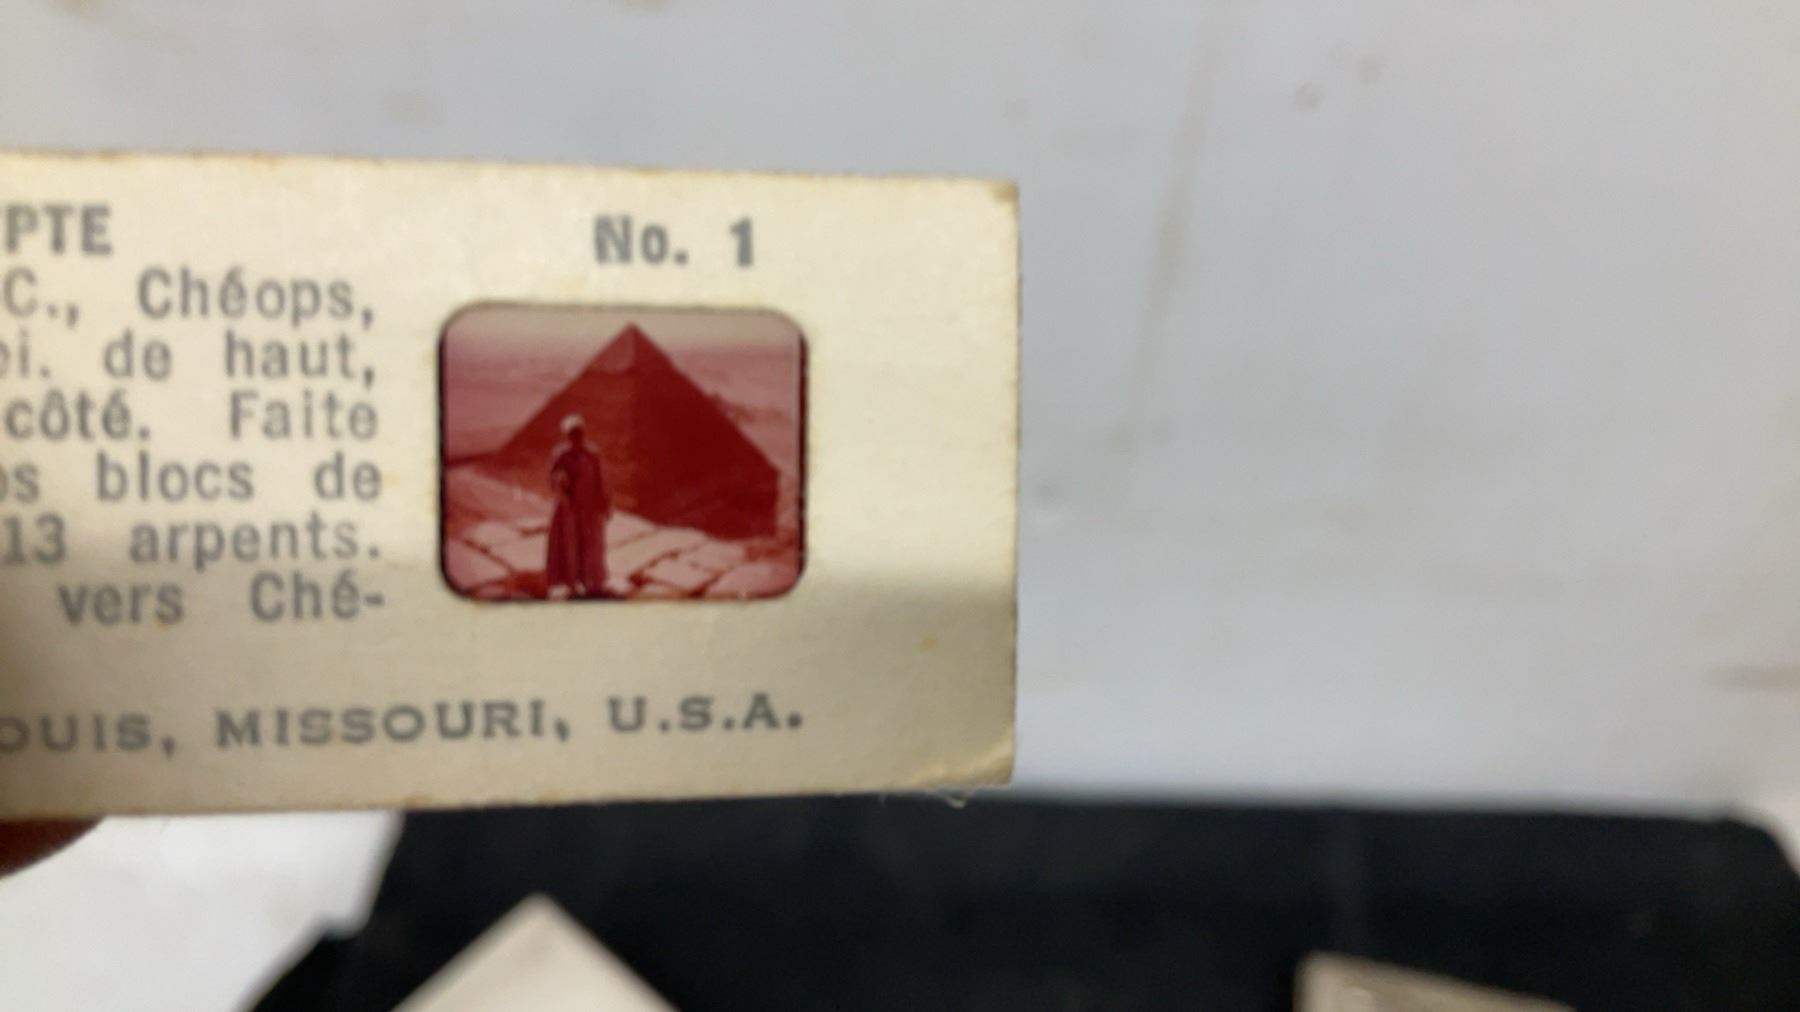 PTE No. 1
C., Chéops,
de haut,
côté. Faite
blocs de
13 arpents.
vers Ché-
OUIS, MISSOURI, U.S.A.